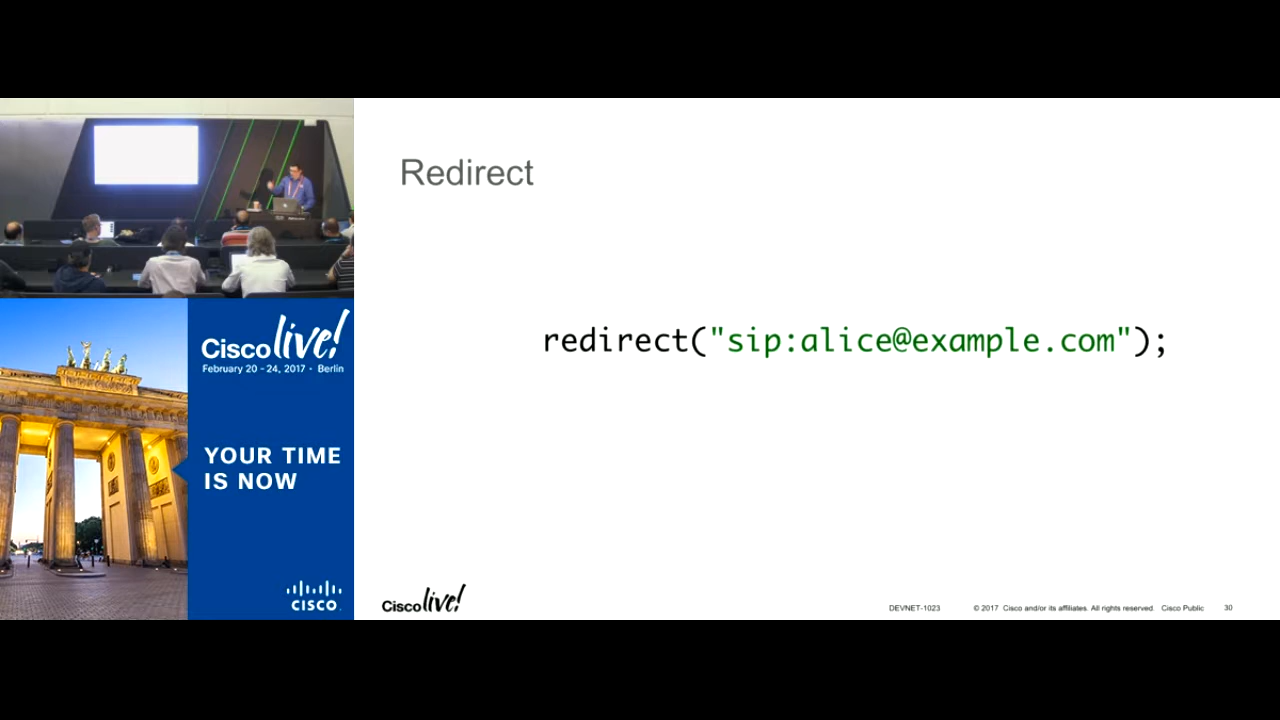 Redirect
redirect("sip:alice@example.com");
Cisco live!
February 20 - 24, 2017 • Berlin
YOUR TIME
IS NOW
CISCO.
Cisco live!
DEVNET-1023 © 2017 Cisco and/or its affiliates. All rights reserved. Cisco Public 30